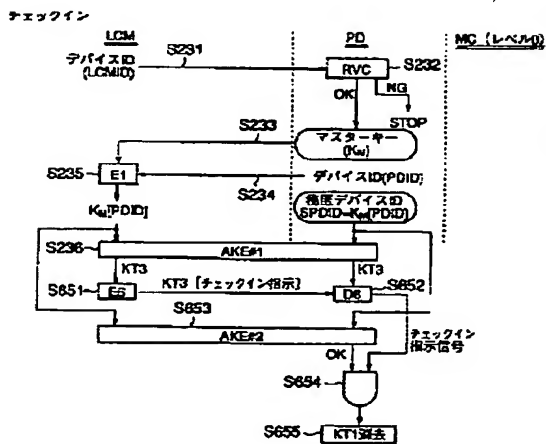 チェックイン
LCM
PD
MC (レベル0)
S231
デバイスID
(LCMID)
RVC
S232
OK
NG
STOP
S233
マスターキー
(KM)
S235
E1
デバイスID(PDID)
S234
KM[PDID]
秘匿デバイスID
SPDID=KM[PDID]
S236
AKE#1
KT3
KT3
S651
E6
KT3 [チェックイン指示]
D6
S652
S653
AKE#2
チェックイン
指示信号
OK
S654
S655
KT1消去